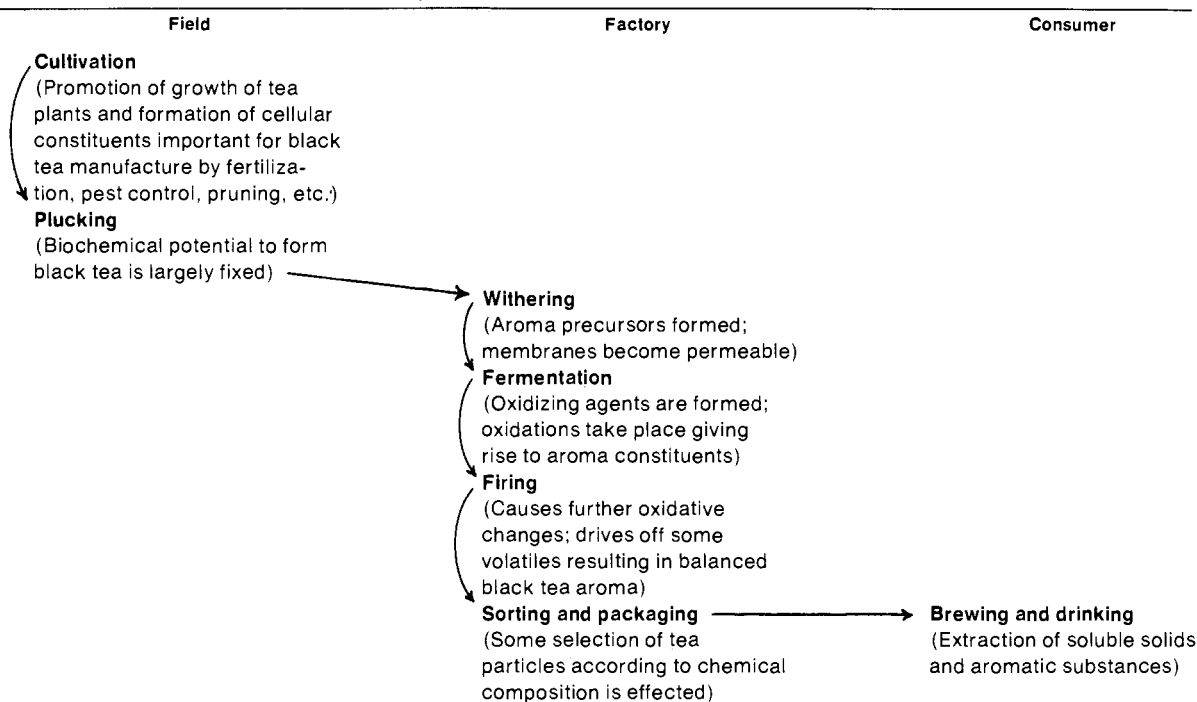 Field
Factory
Consumer
Cultivation
(Promotion of growth of tea
plants and formation of cellular
constituents important for black
tea manufacture by fertiliza-
tion, pest control, pruning, etc.)
Plucking
(Biochemical potential to form
black tea is largely fixed)
Withering
(Aroma precursors formed;
membranes become permeable)
Fermentation
(Oxidizing agents are formed;
oxidations take place giving
rise to aroma constituents)
Firing
(Causes further oxidative
changes; drives off some
volatiles resulting in balanced
black tea aroma)
Sorting and packaging
(Some selection of tea
particles according to chemical
composition is effected)
Brewing and drinking
(Extraction of soluble solids
and aromatic substances)